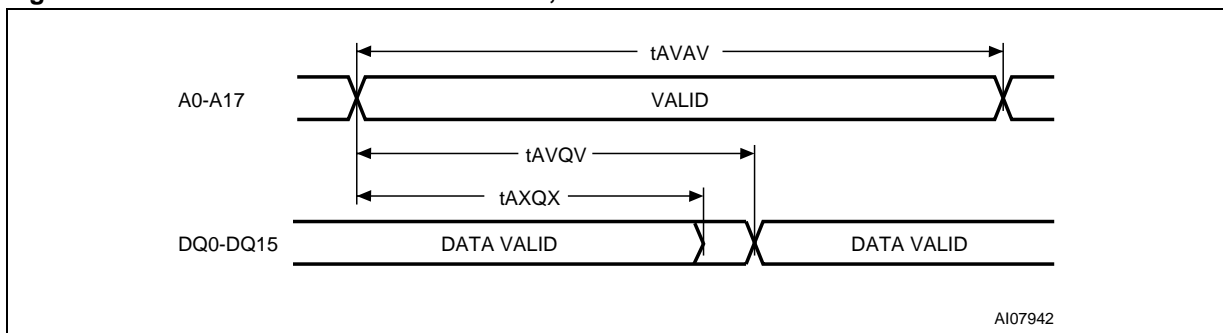 tAVAV
A0-A17
VALID
tAVQV
tAXQX
DQ0-DQ15
DATA VALID
DATA VALID
AI07942